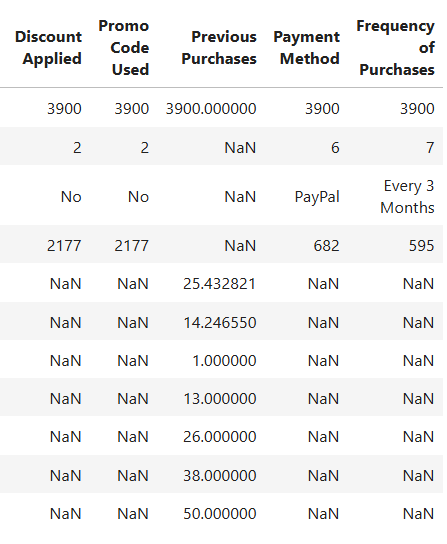 Discount Applied Promo Code Used Previous Purchases Payment Method Frequency of Purchases
3900 3900 3900.000000 3900 3900
2 2 NaN 6 7
No No NaN PayPal Every 3 Months
2177 2177 NaN 682 595
NaN NaN 25.432821 NaN NaN
NaN NaN 14.246550 NaN NaN
NaN NaN 1.000000 NaN NaN
NaN NaN 13.000000 NaN NaN
NaN NaN 26.000000 NaN NaN
NaN NaN 38.000000 NaN NaN
NaN NaN 50.000000 NaN NaN